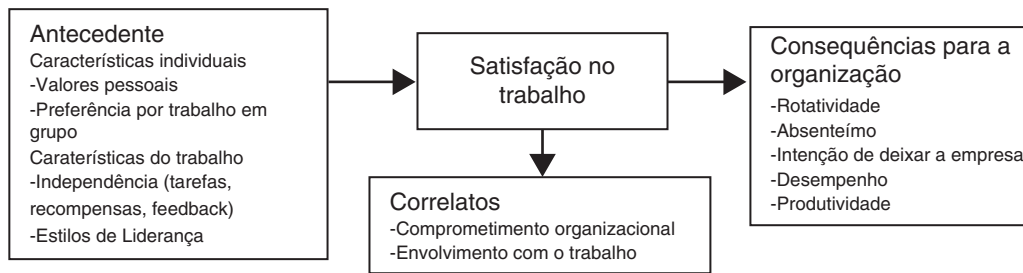 Antecedente
Características individuais
-Valores pessoais
-Preferência por trabalho em
grupo
Caraterísticas do trabalho
-Independência (tarefas,
recompensas, feedback)
-Estilos de Liderança
Satisfação no
trabalho
Correlatos
-Comprometimento organizacional
-Envolvimento com o trabalho
Consequências para a
organização
-Rotatividade
-Absenteímo
-Intenção de deixar a empresa
-Desempenho
-Produtividade